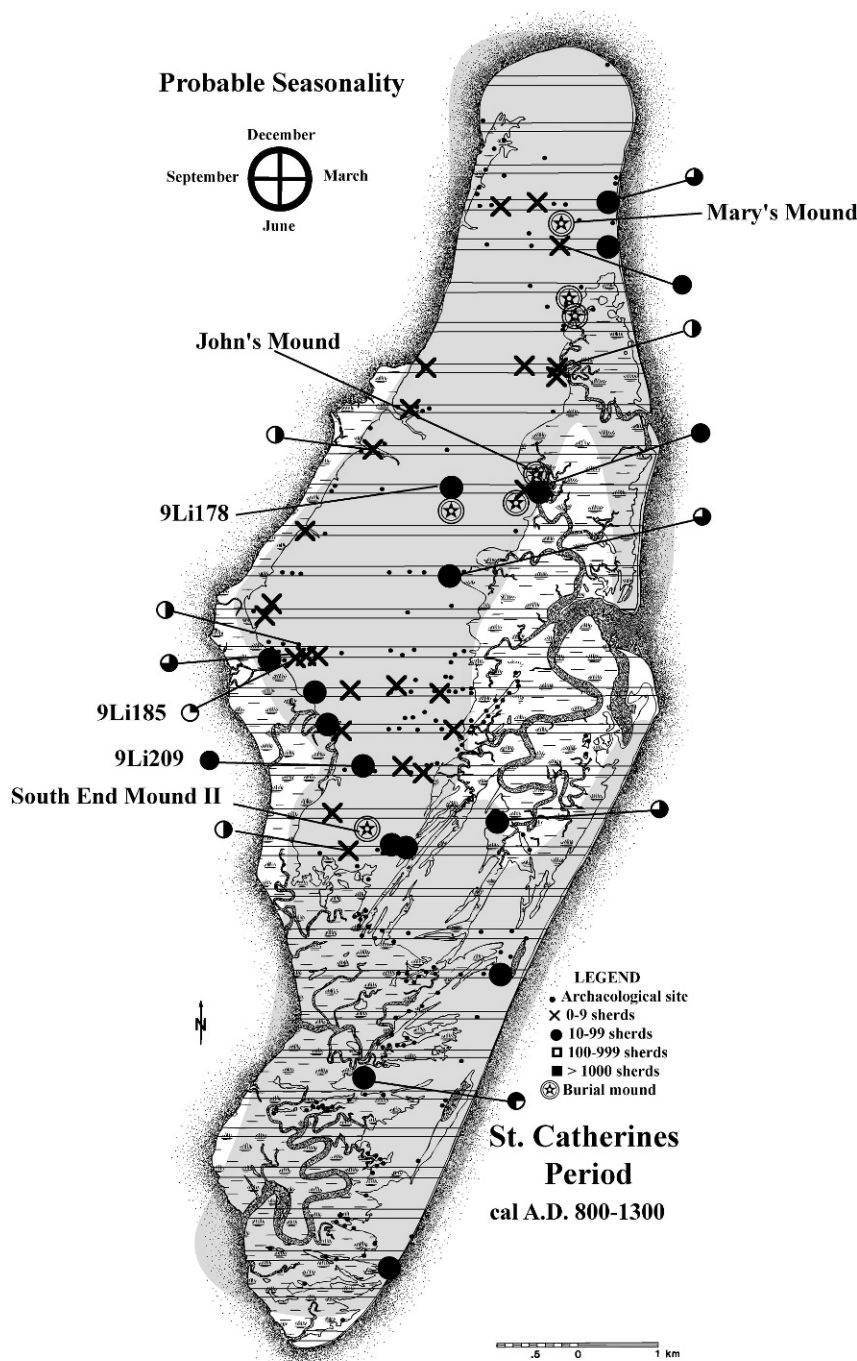 Probable Seasonality
December
September
March
June
Mary's Mound
John's Mound
9Li178
9Li185
9Li209
South End Mound II
N
LEGEND
Archacological site
0-9 sherds
10-99 sherds
100-999 sherds
> 1000 sherds
Burial mound
St. Catherines
Period
cal A.D. 800-1300
.5 0 1 km